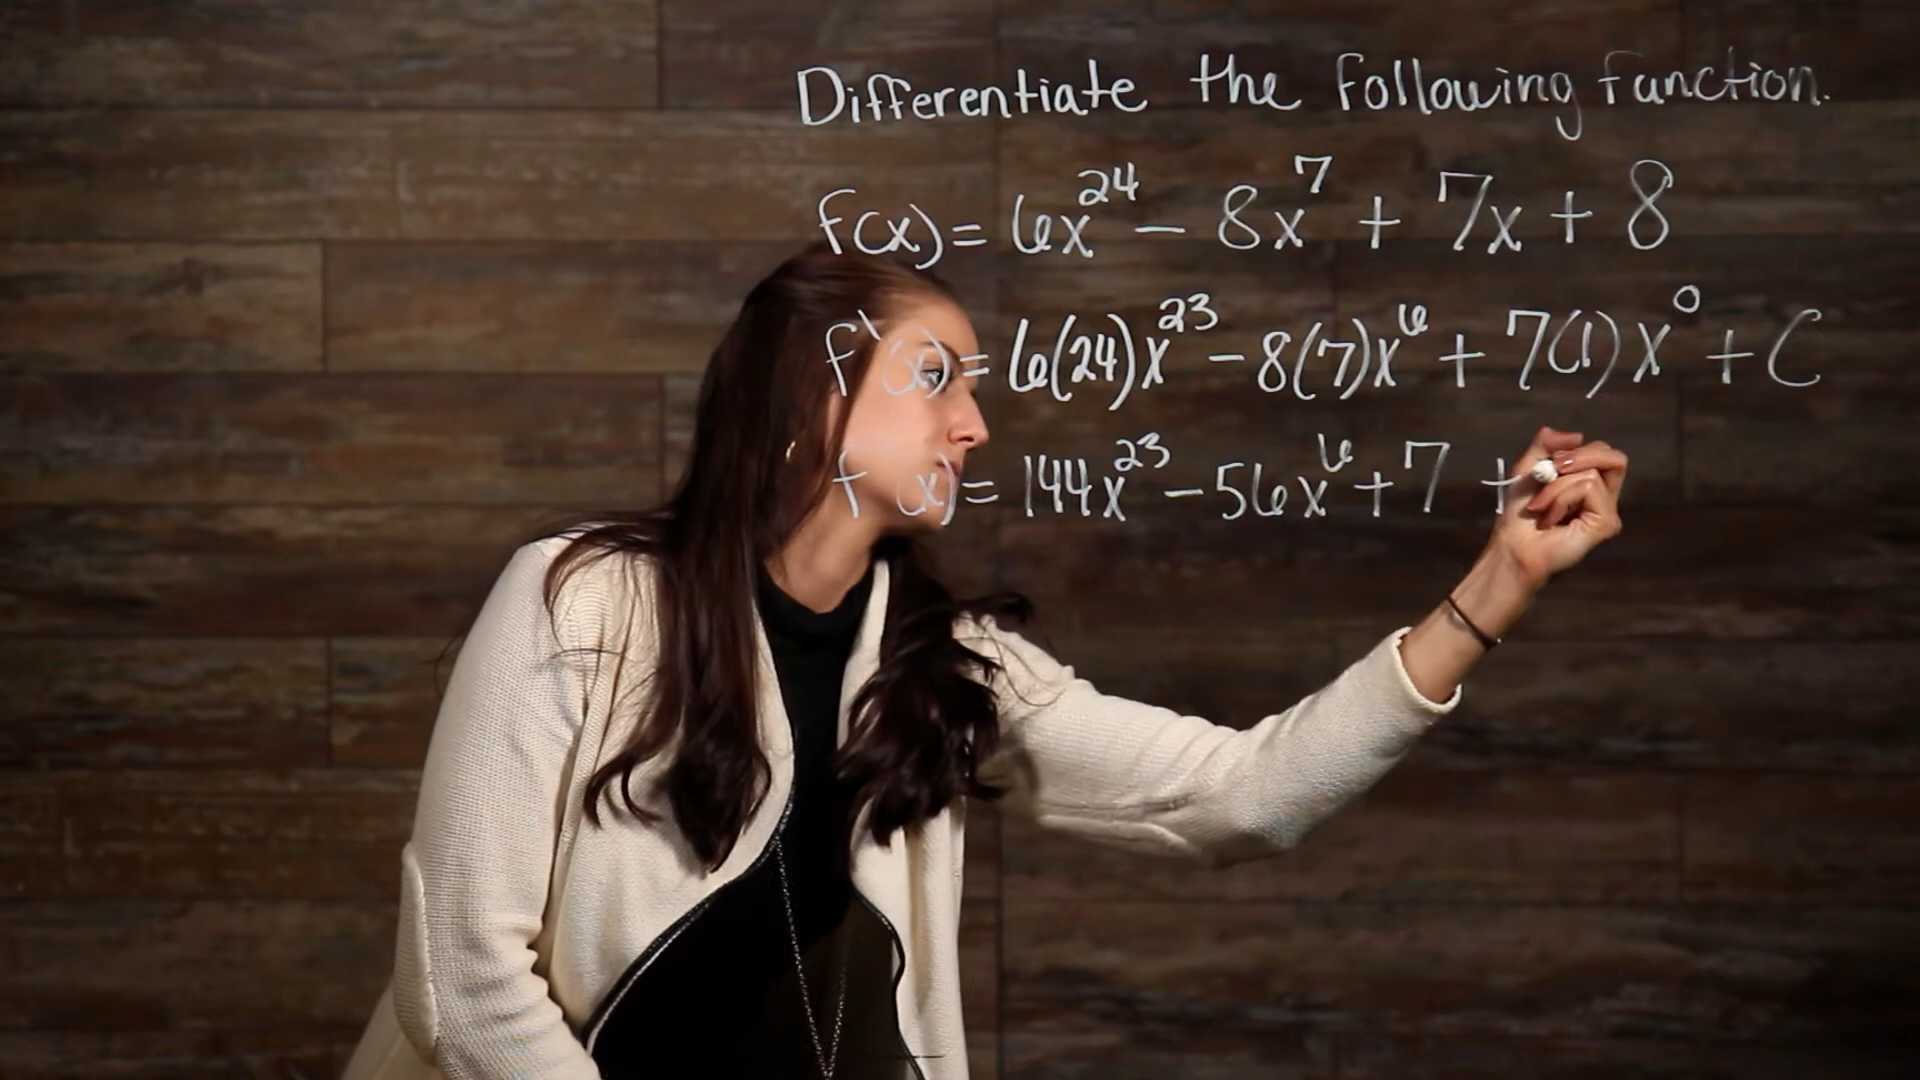 Differentiate the following function.
f(x) = 6x^24 - 8x^7 + 7x + 8
f'(x) = 6(24)x^23 - 8(7)x^6 + 7(1)x^0 + C
f'(x) = 144x^23 - 56x^6 + 7 +